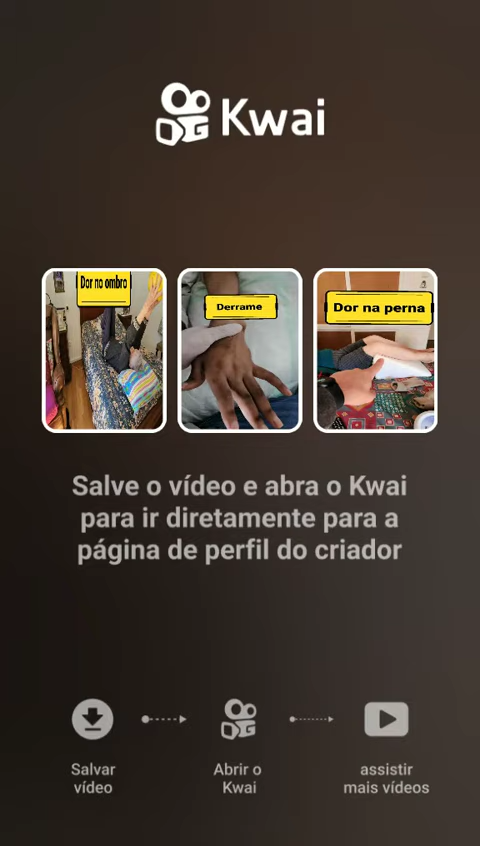 Kwai
Dor no ombro
Derrame
Dor na perna
Salve o vídeo e abra o Kwai
para ir diretamente para a
página de perfil do criador
Salvar
vídeo
Abrir o
Kwai
assistir
mais vídeos